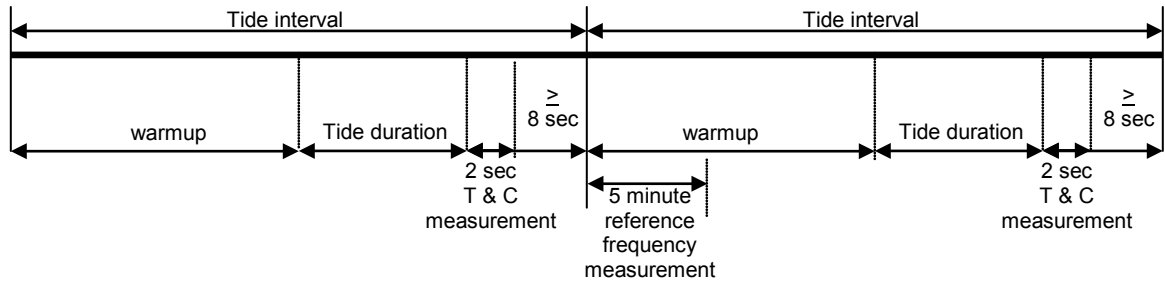 Tide interval
Tide interval
warmup
Tide duration
2 sec
T & C
measurement
≥
8 sec
5 minute
reference
frequency
measurement
warmup
Tide duration
2 sec
T & C
measurement
≥
8 sec